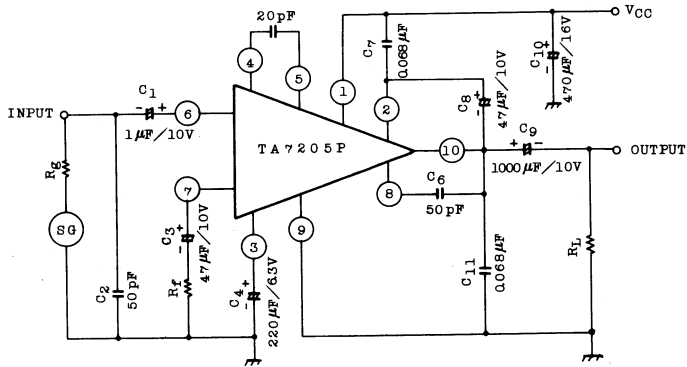 20pF
VCC
C7
0.068μF
C10
470μF/16V
4
5
1
2
C8
47μF/10V
INPUT
C1
- +
1μF/10V
6
TA7205P
10
C9
+ -
1000μF/10V
OUTPUT
Rg
7
8
C6
50pF
SG
C3
47μF/10V
Rf
3
9
C2
50pF
C4
220μF/6.3V
C11
0.068μF
RL